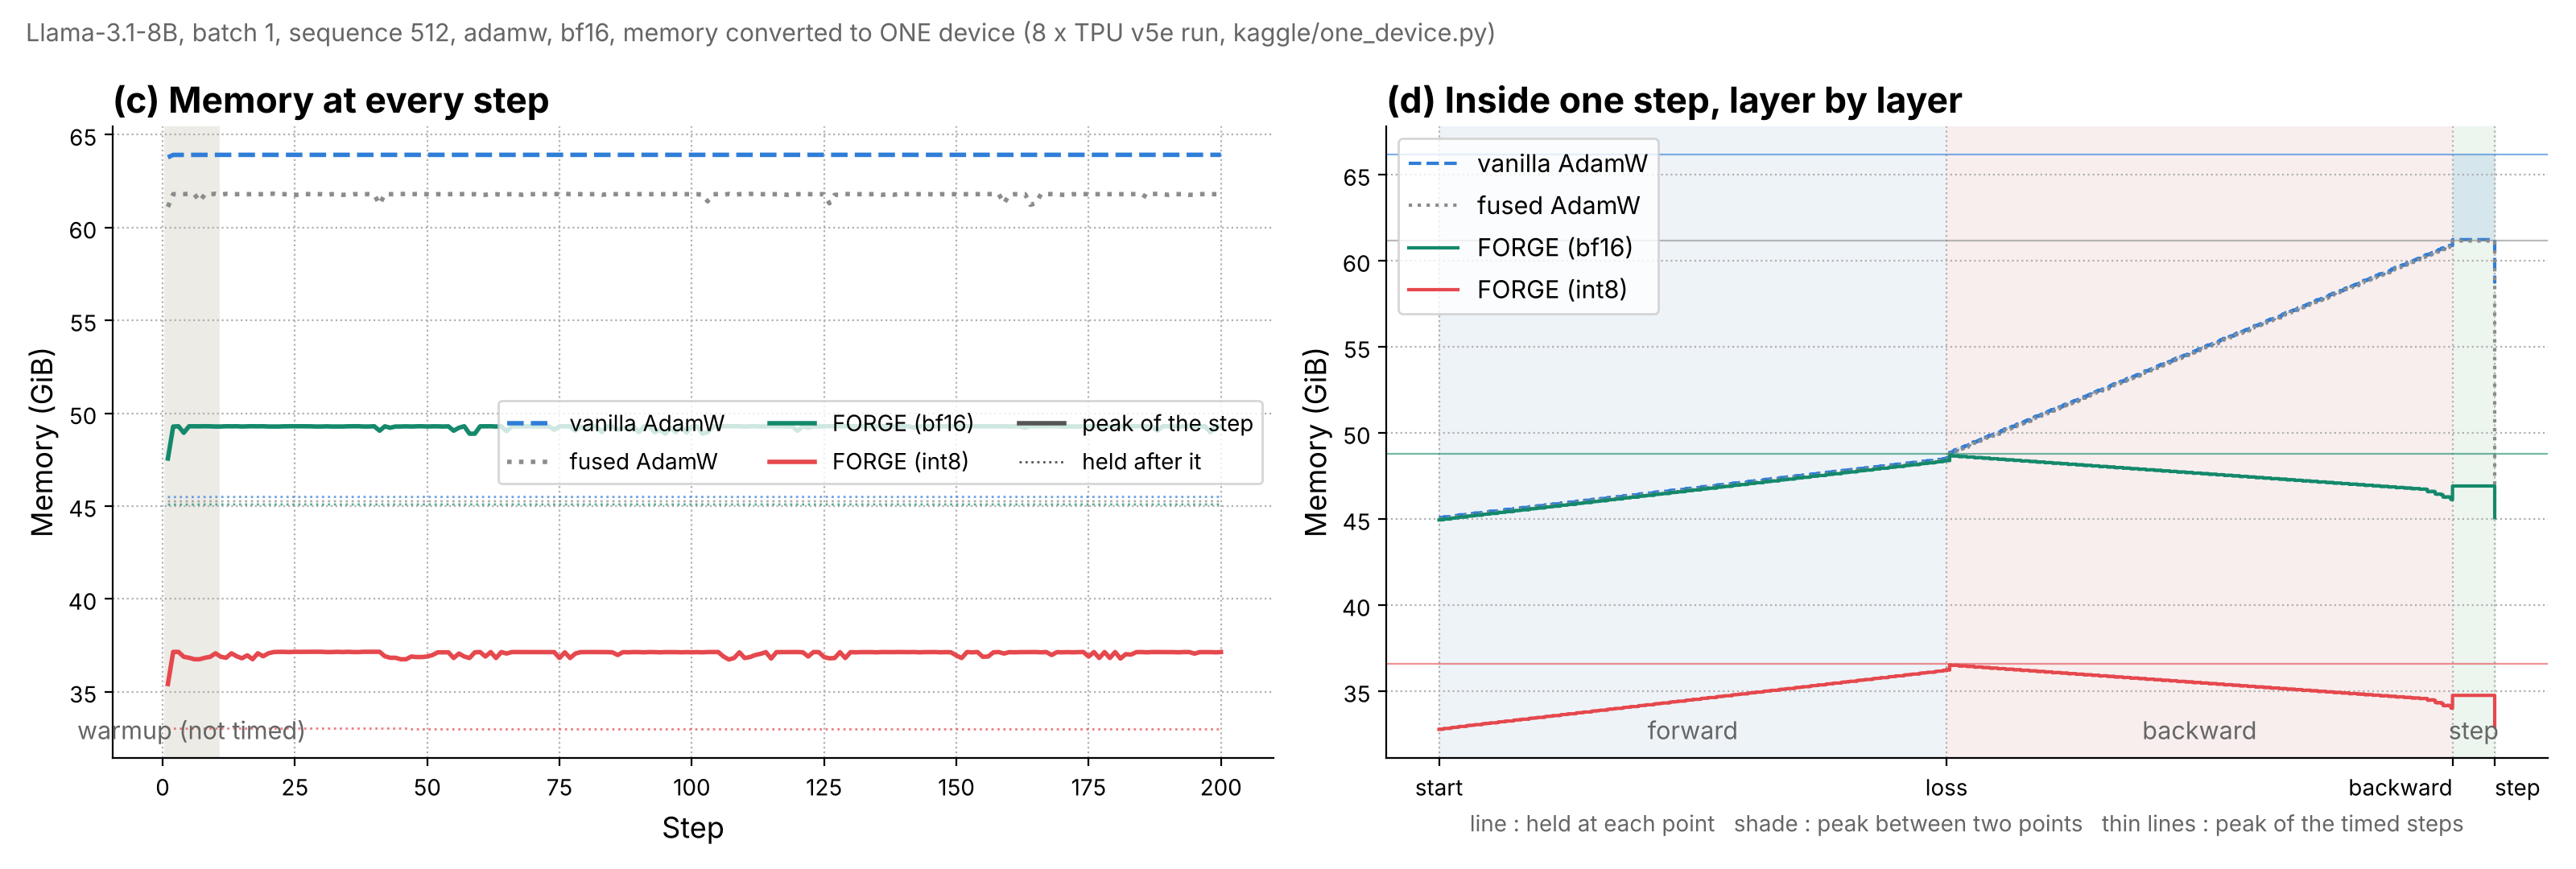 Llama-3.1-8B, batch 1, sequence 512, adamw, bf16, memory converted to ONE device (8 x TPU v5e run, kaggle/one_device.py)
(c) Memory at every step
65
60
55
50
45
40
35
Memory (GiB)
vanilla AdamW
fused AdamW
FORGE (bf16)
FORGE (int8)
peak of the step
held after it
warmup (not timed)
0 25 50 75 100 125 150 175 200
Step
(d) Inside one step, layer by layer
65
60
55
50
45
40
35
Memory (GiB)
vanilla AdamW
fused AdamW
FORGE (bf16)
FORGE (int8)
forward backward step
start loss backward step
line : held at each point shade : peak between two points thin lines : peak of the timed steps